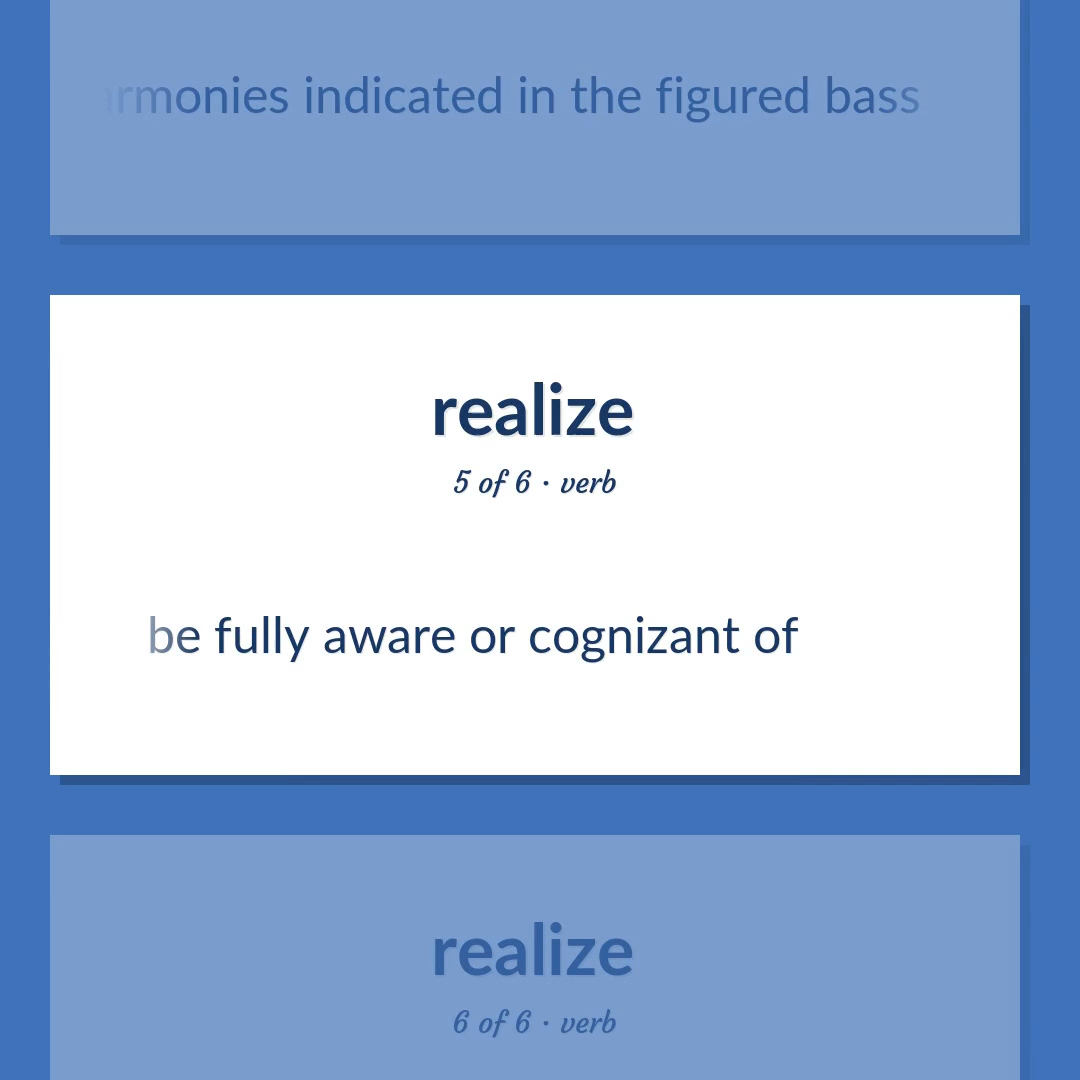 indicated in the figured bass
realize
5 of 6 · verb
be fully aware or cognizant of
realize
6 of 6 · verb